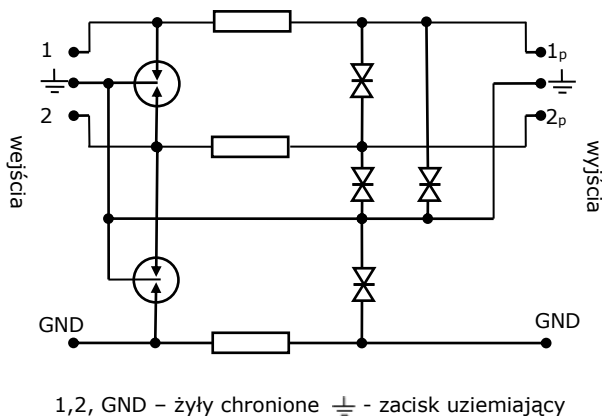 1
1p
2
2p
wejścia
wyjścia
GND
GND
1,2, GND – żyły chronione - zacisk uziemiający